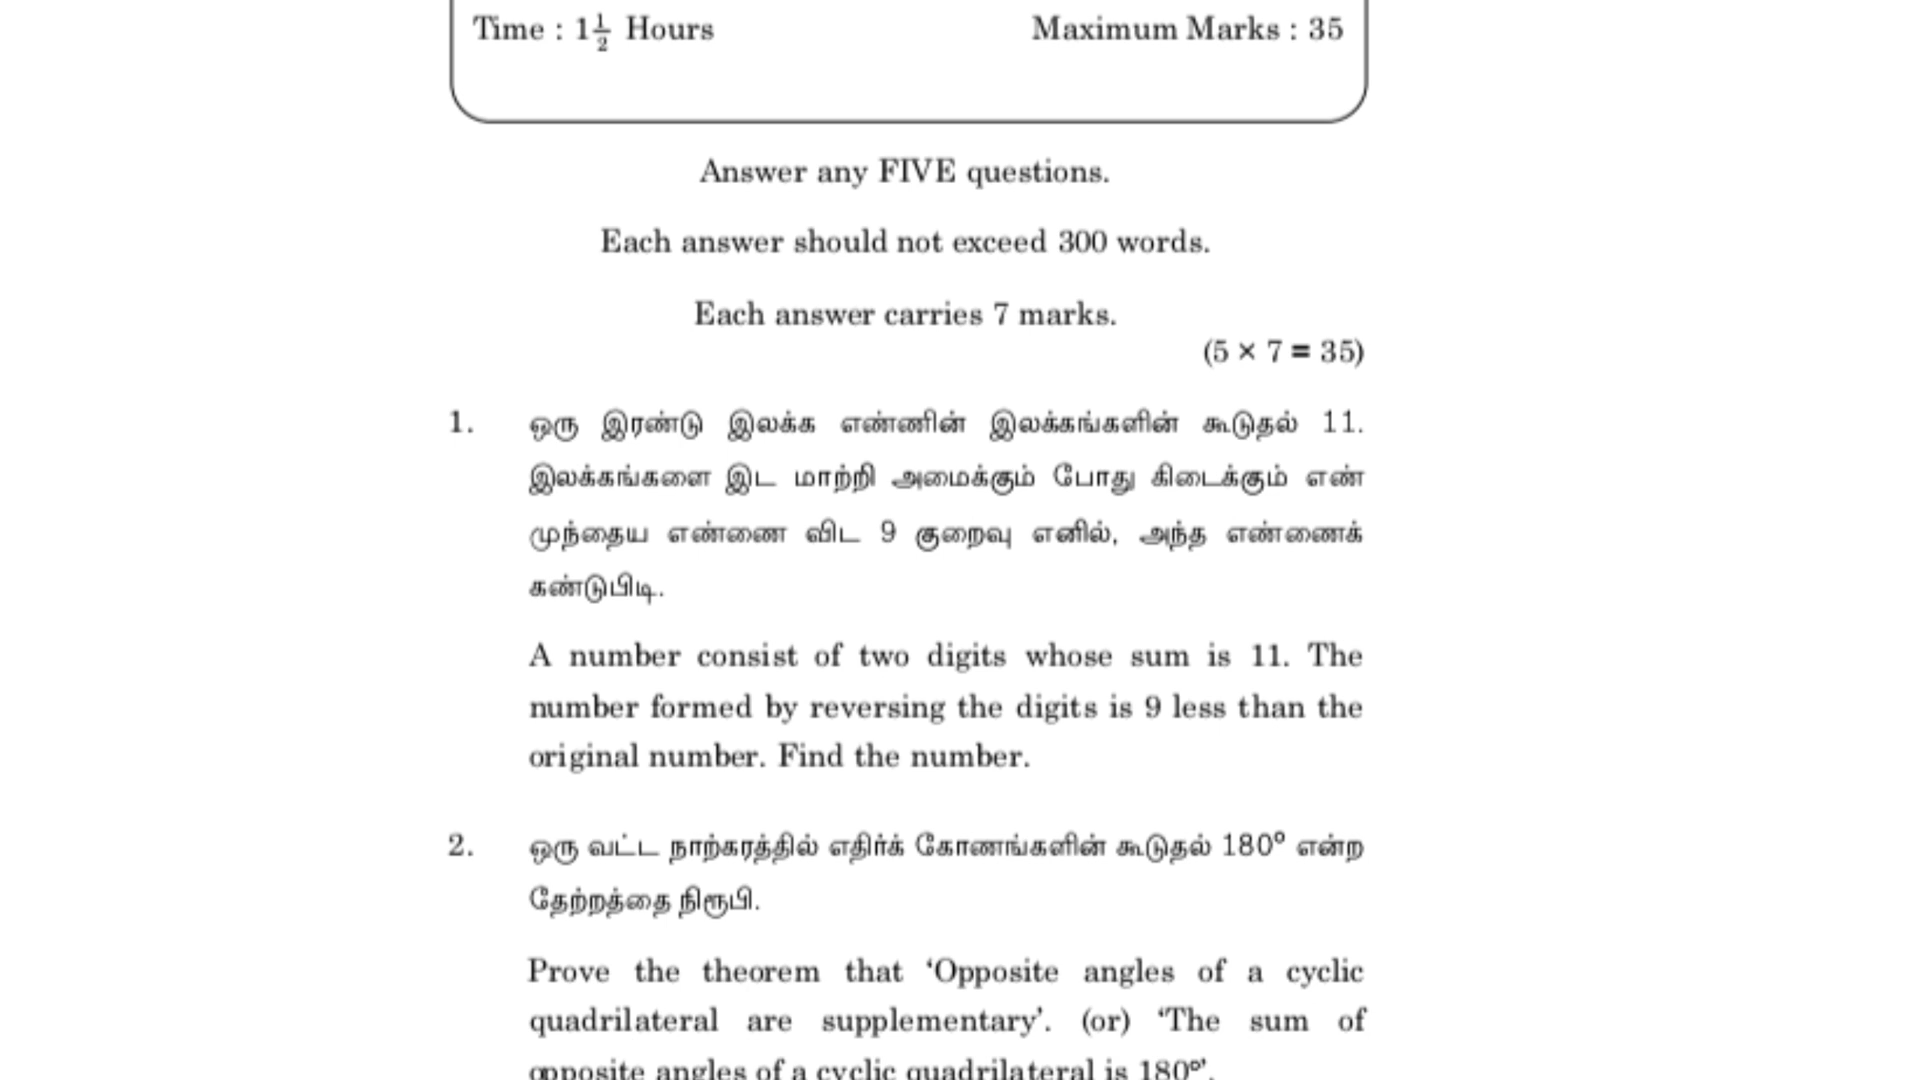 Time : 1½ Hours Maximum Marks : 35
Answer any FIVE questions.
Each answer should not exceed 300 words.
Each answer carries 7 marks.
(5 × 7 = 35)
1. ஒரு இரண்டு இலக்க எண்ணின் இலக்கங்களின் கூடுதல் 11.
இலக்கங்களை இட மாற்றி அமைக்கும் போது கிடைக்கும் எண்
முந்தைய எண்ணை விட 9 குறைவு எனில், அந்த எண்ணைக்
கண்டுபிடி.
A number consist of two digits whose sum is 11. The
number formed by reversing the digits is 9 less than the
original number. Find the number.
2. ஒரு வட்ட நாற்கரத்தில் எதிர்க் கோணங்களின் கூடுதல் 180° என்ற
தேற்றத்தை நிரூபி.
Prove the theorem that ‘Opposite angles of a cyclic
quadrilateral are supplementary’. (or) ‘The sum of
opposite angles of a cyclic quadrilateral is 180°’.